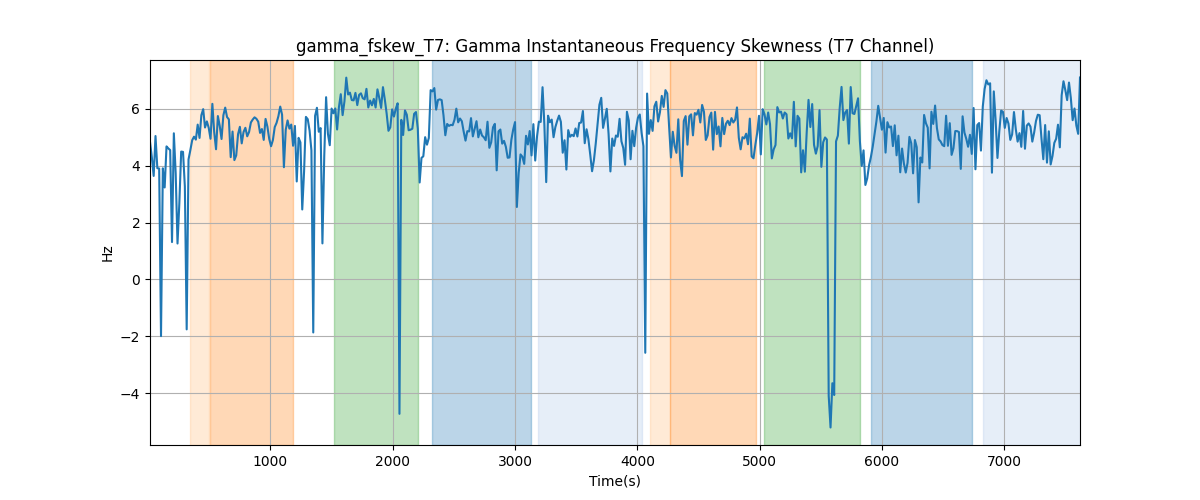 gamma_fskew_T7: Gamma Instantaneous Frequency Skewness (T7 Channel)
6
4
2
0
−2
−4
Hz
1000 2000 3000 4000 5000 6000 7000
Time(s)